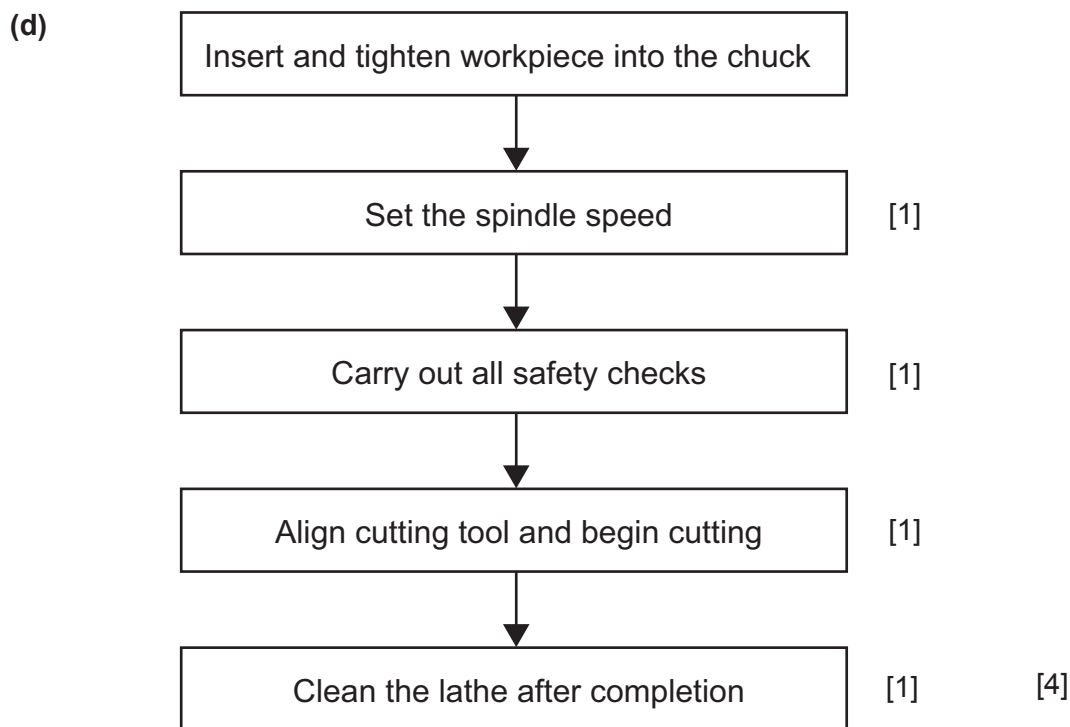 (d)
Insert and tighten workpiece into the chuck
Set the spindle speed [1]
Carry out all safety checks [1]
Align cutting tool and begin cutting [1]
Clean the lathe after completion [1] [4]